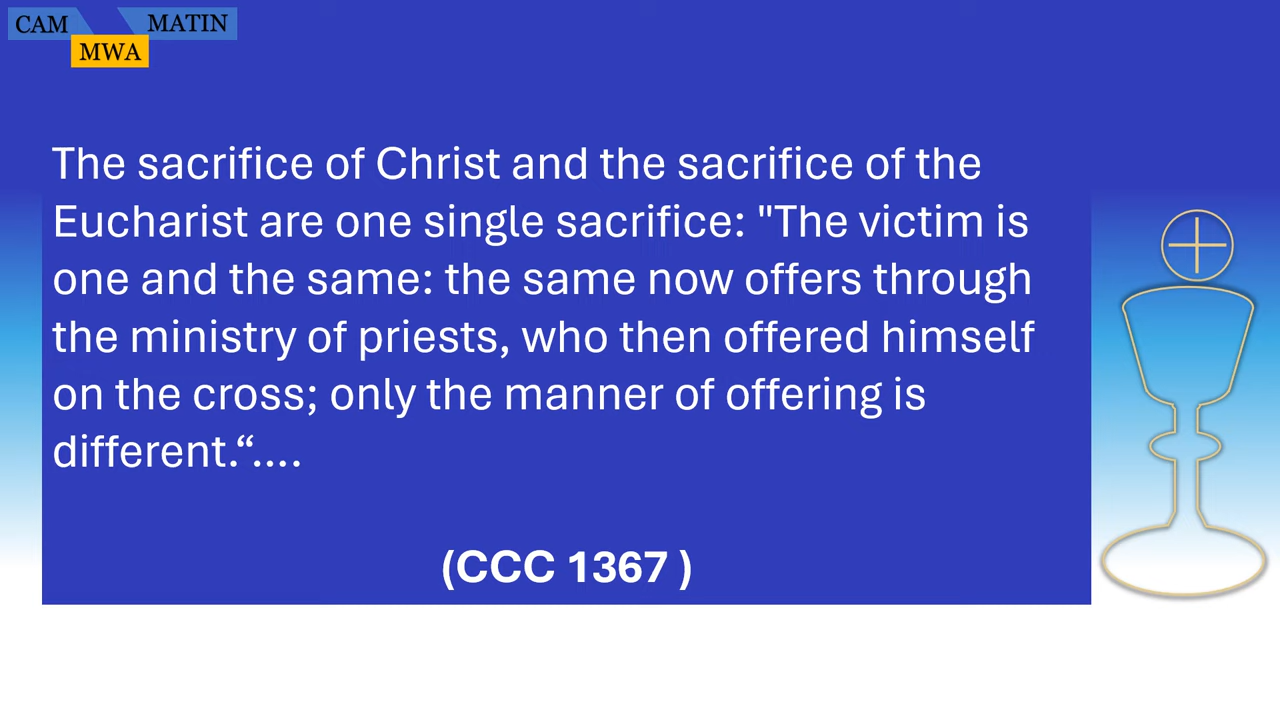 CAM
MATIN
MWA
The sacrifice of Christ and the sacrifice of the
Eucharist are one single sacrifice: "The victim is
one and the same: the same now offers through
the ministry of priests, who then offered himself
on the cross; only the manner of offering is
different.“....
(CCC 1367 )